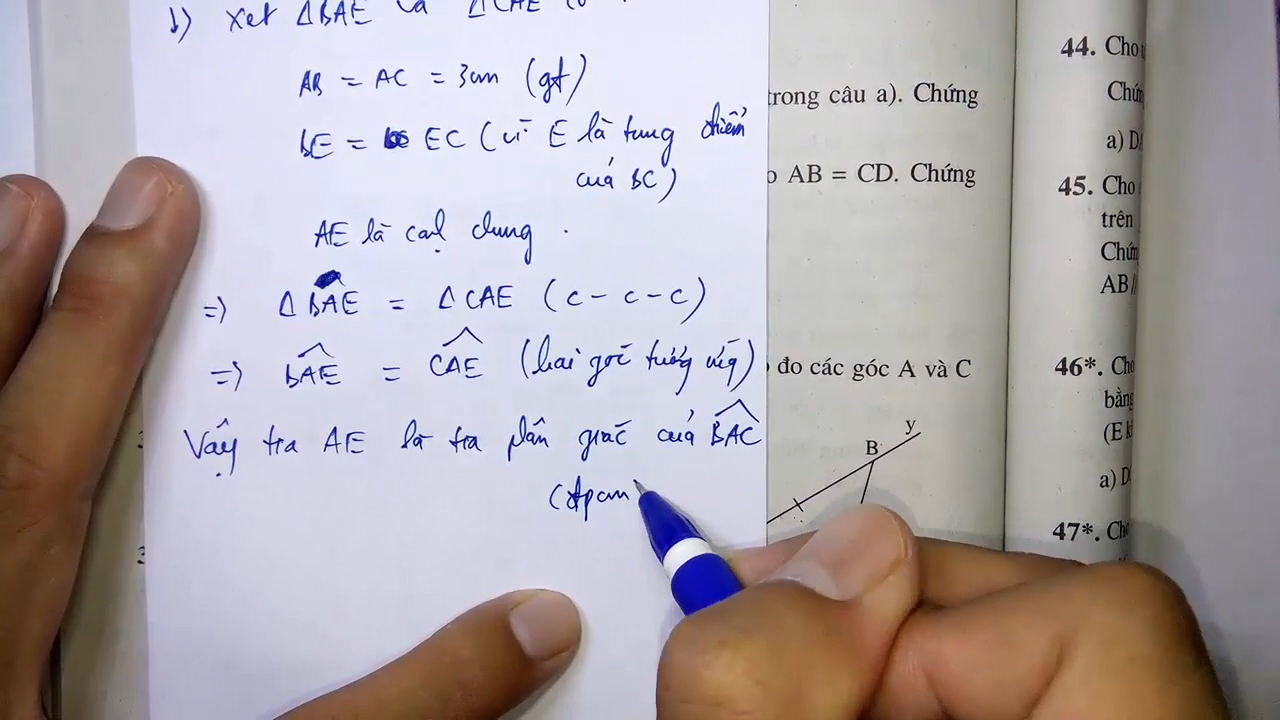 b) Xét ΔBAE và ΔCAE có
AB = AC = 3cm (gt)
BE = EC (vì E là trung điểm
của BC)
AE là cạnh chung.
=> ΔBAE = ΔCAE (c-c-c)
=> BAE = CAE (hai góc tương ứng)
Vậy tia AE là tia phân giác của BAC
(đpcm
trong câu a). Chứng
AB = CD. Chứng
đo các góc A và C
B
y
44. Cho
Chứ
a) D
45. Cho
trên
Chứn
AB //
46*. Cho
bằng
(E k
a) D
47*. Ch